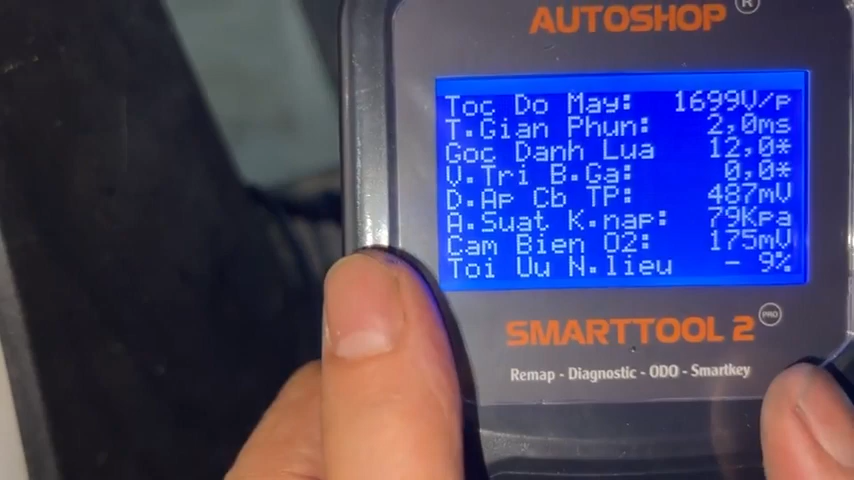 AUTOSHOP ®
Toc Do May: 1699V/p
T.Gian Phun: 2,0ms
Goc Danh Lua 12,0*
V.Tri B.Ga: 0,0*
D.Ap Cb TP: 487mV
A.Suat K.nap: 79Kpa
Cam Bien O2: 175mV
Toi Uu N.lieu - 9%
SMARTTOOL 2 PRO
Remap - Diagnostic - ODO - Smartkey